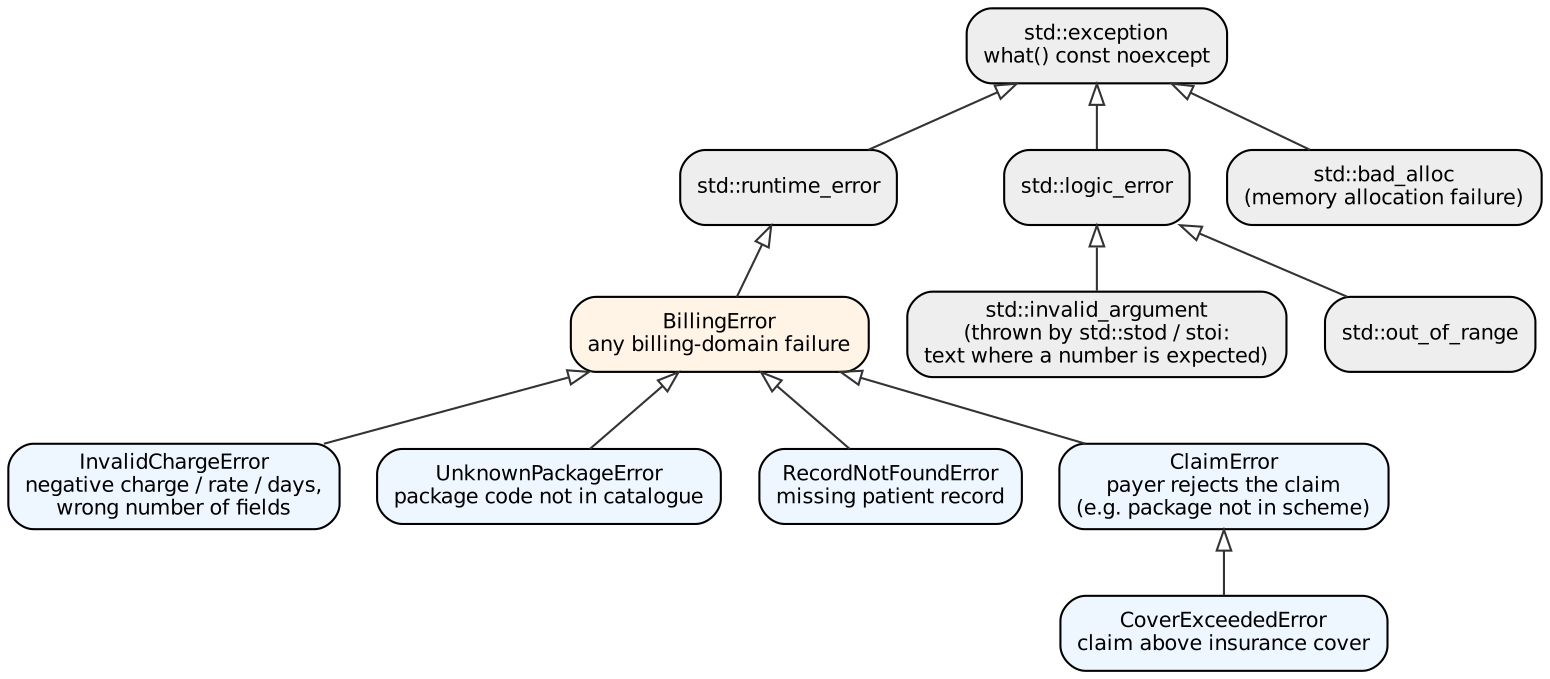 std::exception
what() const noexcept
std::runtime_error
std::logic_error
std::bad_alloc
(memory allocation failure)
BillingError
any billing-domain failure
std::invalid_argument
(thrown by std::stod / stoi:
text where a number is expected)
std::out_of_range
InvalidChargeError
negative charge / rate / days,
wrong number of fields
UnknownPackageError
package code not in catalogue
RecordNotFoundError
missing patient record
ClaimError
payer rejects the claim
(e.g. package not in scheme)
CoverExceededError
claim above insurance cover